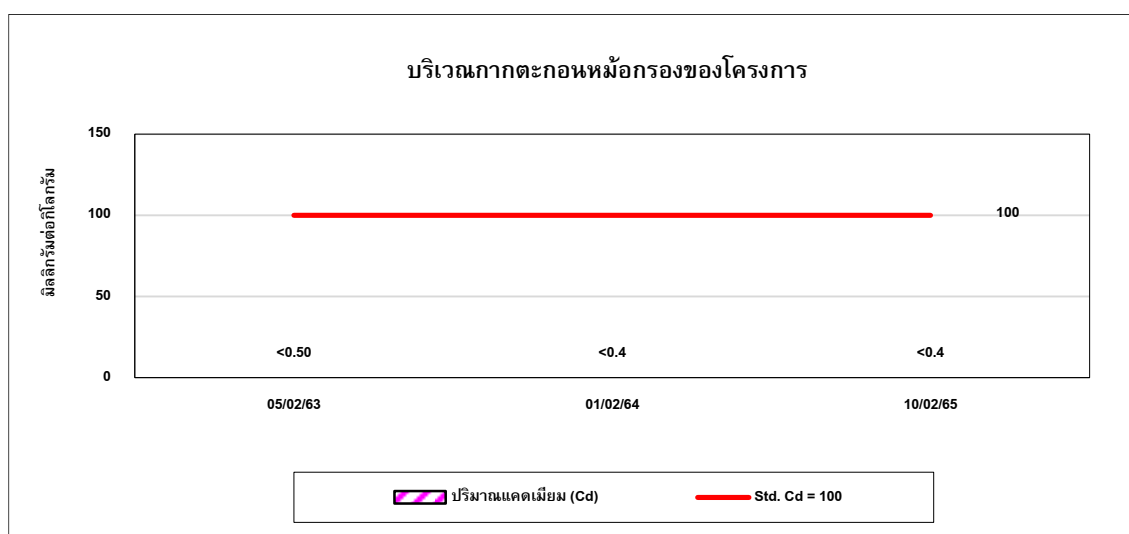 บริเวณกากตะกอนหม้อกรองของโครงการ
มิลลิกรัมต่อกิโลกรัม
150
100
50
0
100
<0.50 <0.4 <0.4
05/02/63 01/02/64 10/02/65
ปริมาณแคดเมียม (Cd) Std. Cd = 100